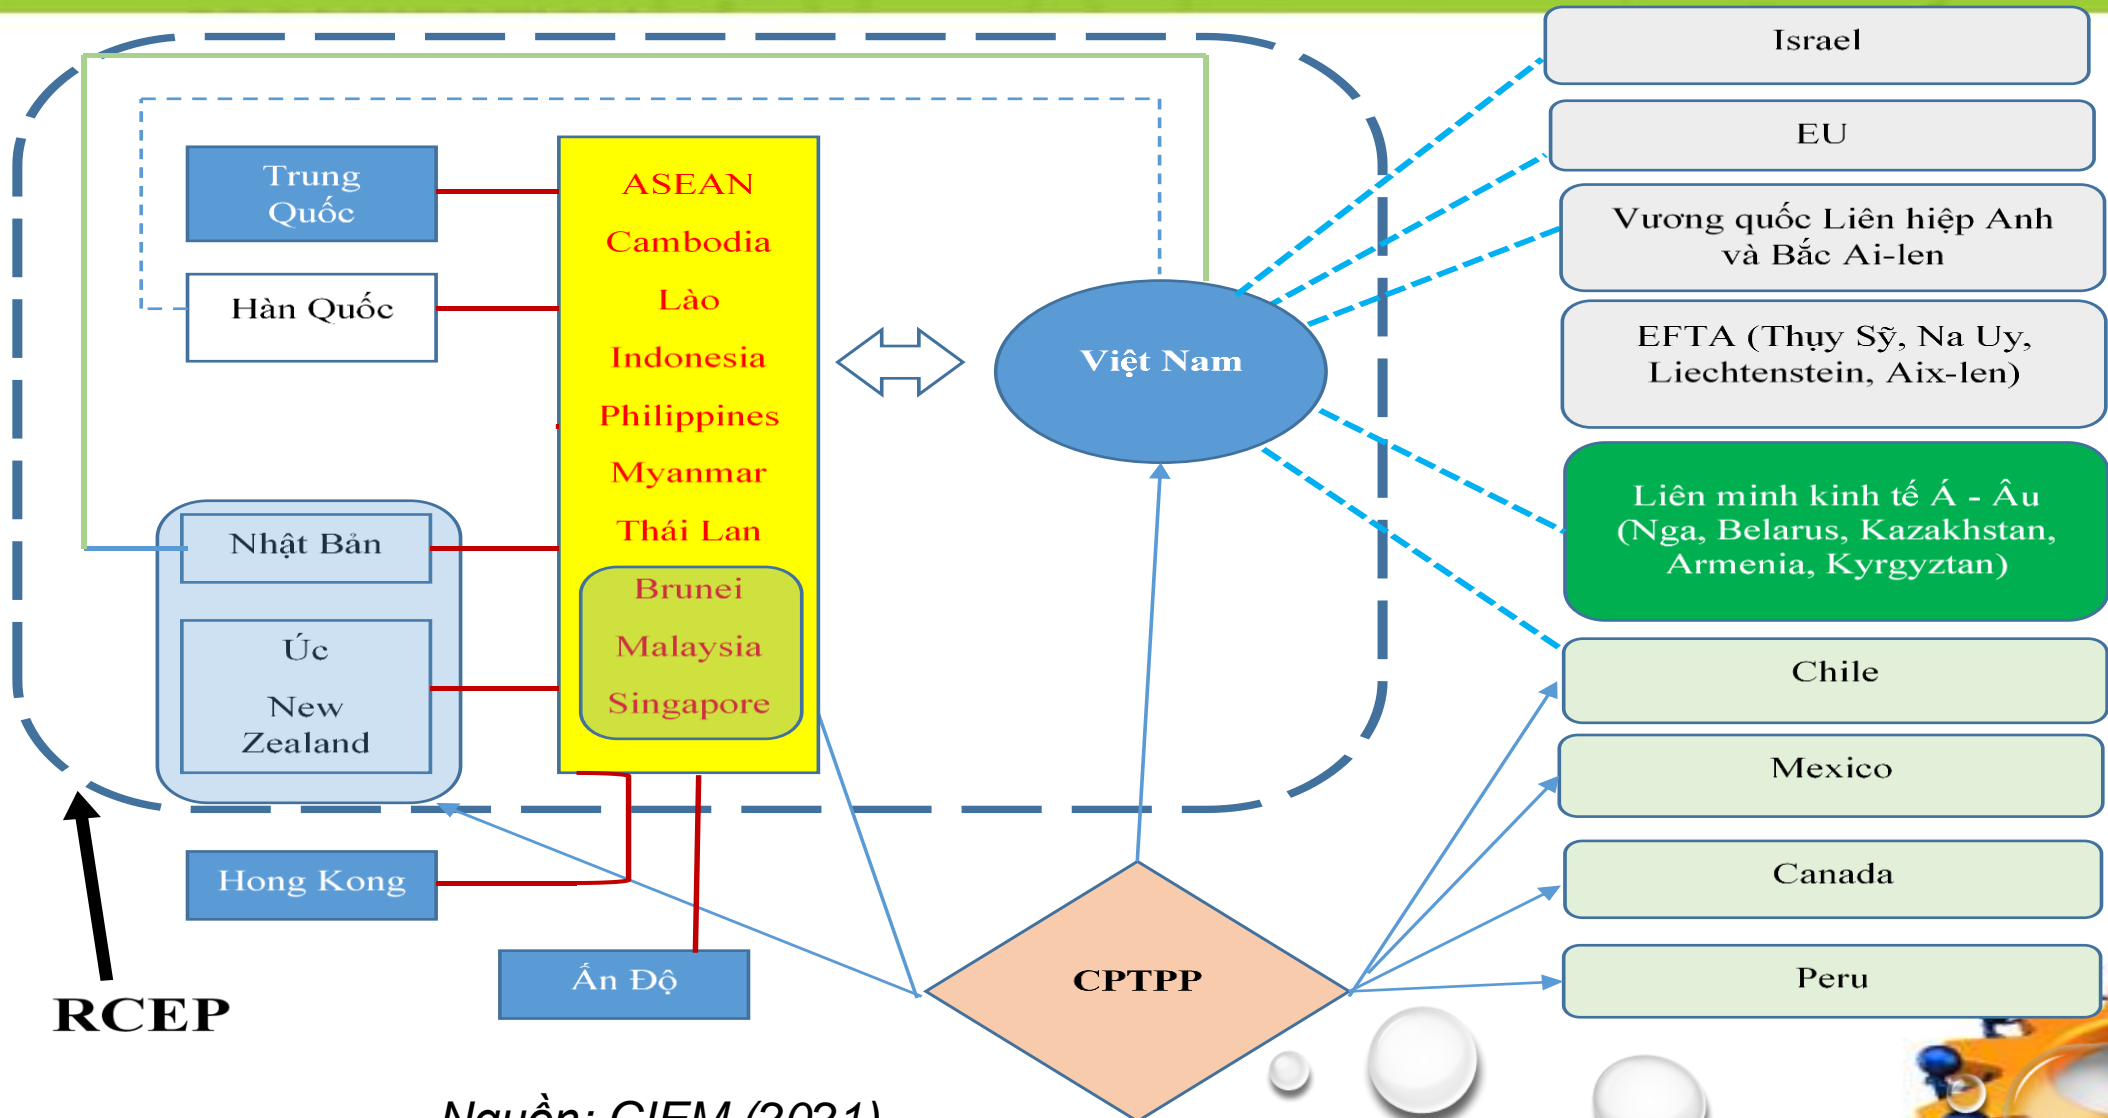 Israel
EU
Vương quốc Liên hiệp Anh
và Bắc Ai-len
EFTA (Thụy Sỹ, Na Uy,
Liechtenstein, Aix-len)
Liên minh kinh tế Á - Âu
(Nga, Belarus, Kazakhstan,
Armenia, Kyrgyztan)
Chile
Mexico
Canada
Peru
Trung
Quốc
Hàn Quốc
Nhật Bản
Úc
New
Zealand
ASEAN
Cambodia
Lào
Indonesia
Philippines
Myanmar
Thái Lan
Brunei
Malaysia
Singapore
Việt Nam
Hong Kong
Ấn Độ
CPTPP
RCEP
Nguồn: CIEM (2021)